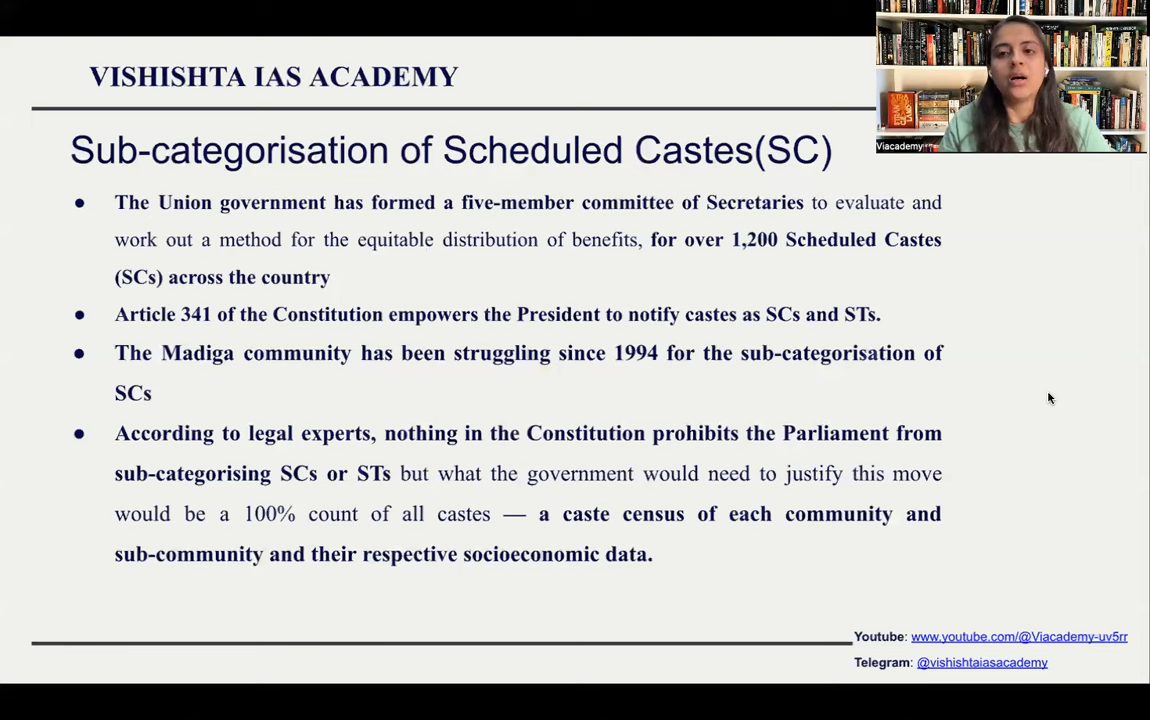 VISHISHTA IAS ACADEMY
Viacademy
Sub-categorisation of Scheduled Castes(SC)
● The Union government has formed a five-member committee of Secretaries to evaluate and
work out a method for the equitable distribution of benefits, for over 1,200 Scheduled Castes
(SCs) across the country
● Article 341 of the Constitution empowers the President to notify castes as SCs and STs.
● The Madiga community has been struggling since 1994 for the sub-categorisation of
SCs
● According to legal experts, nothing in the Constitution prohibits the Parliament from
sub-categorising SCs or STs but what the government would need to justify this move
would be a 100% count of all castes — a caste census of each community and
sub-community and their respective socioeconomic data.
Youtube: www.youtube.com/@Viacademy-uv5rr
Telegram: @vishishtaiasacademy